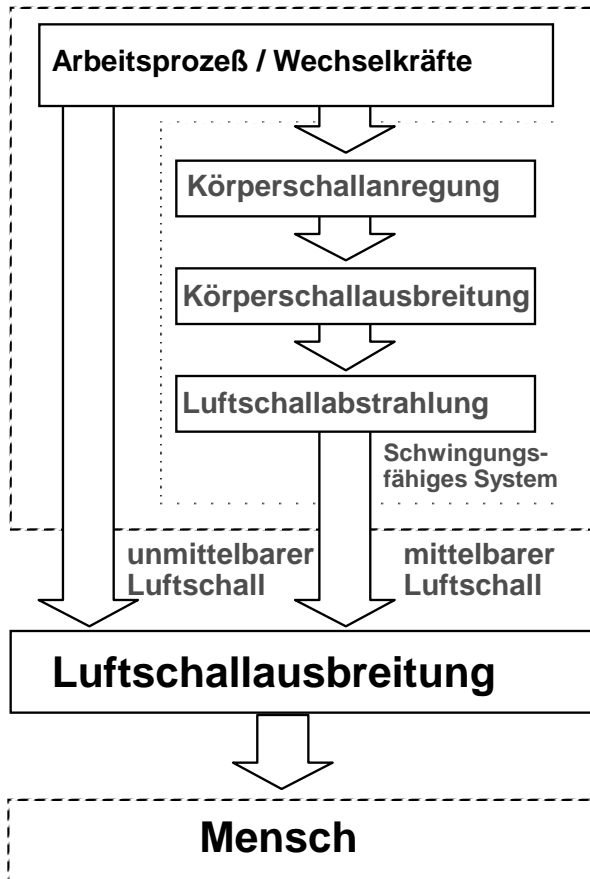 Arbeitsprozeß / Wechselkräfte
Körperschallanregung
Körperschallausbreitung
Luftschallabstrahlung
Schwingungs-
fähiges System
unmittelbarer
Luftschall
mittelbarer
Luftschall
Luftschallausbreitung
Mensch